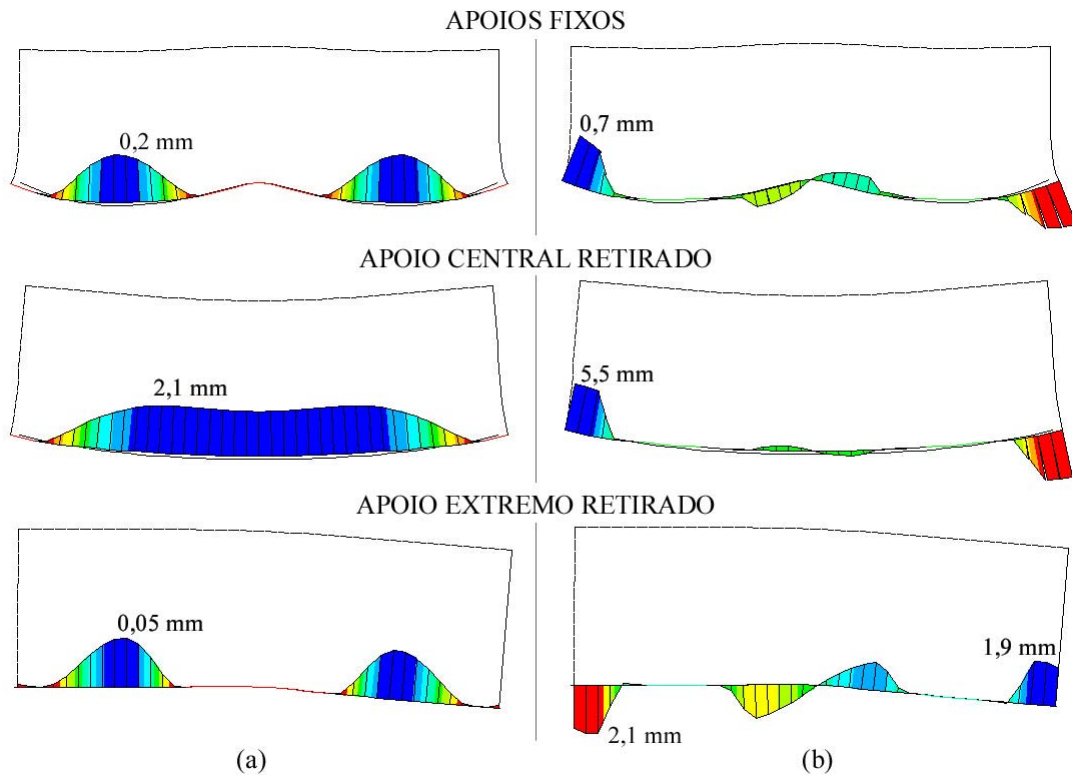 APOIOS FIXOS
0,2 mm
0,7 mm
APOIO CENTRAL RETIRADO
2,1 mm
5,5 mm
APOIO EXTREMO RETIRADO
0,05 mm
1,9 mm
2,1 mm
(a)
(b)